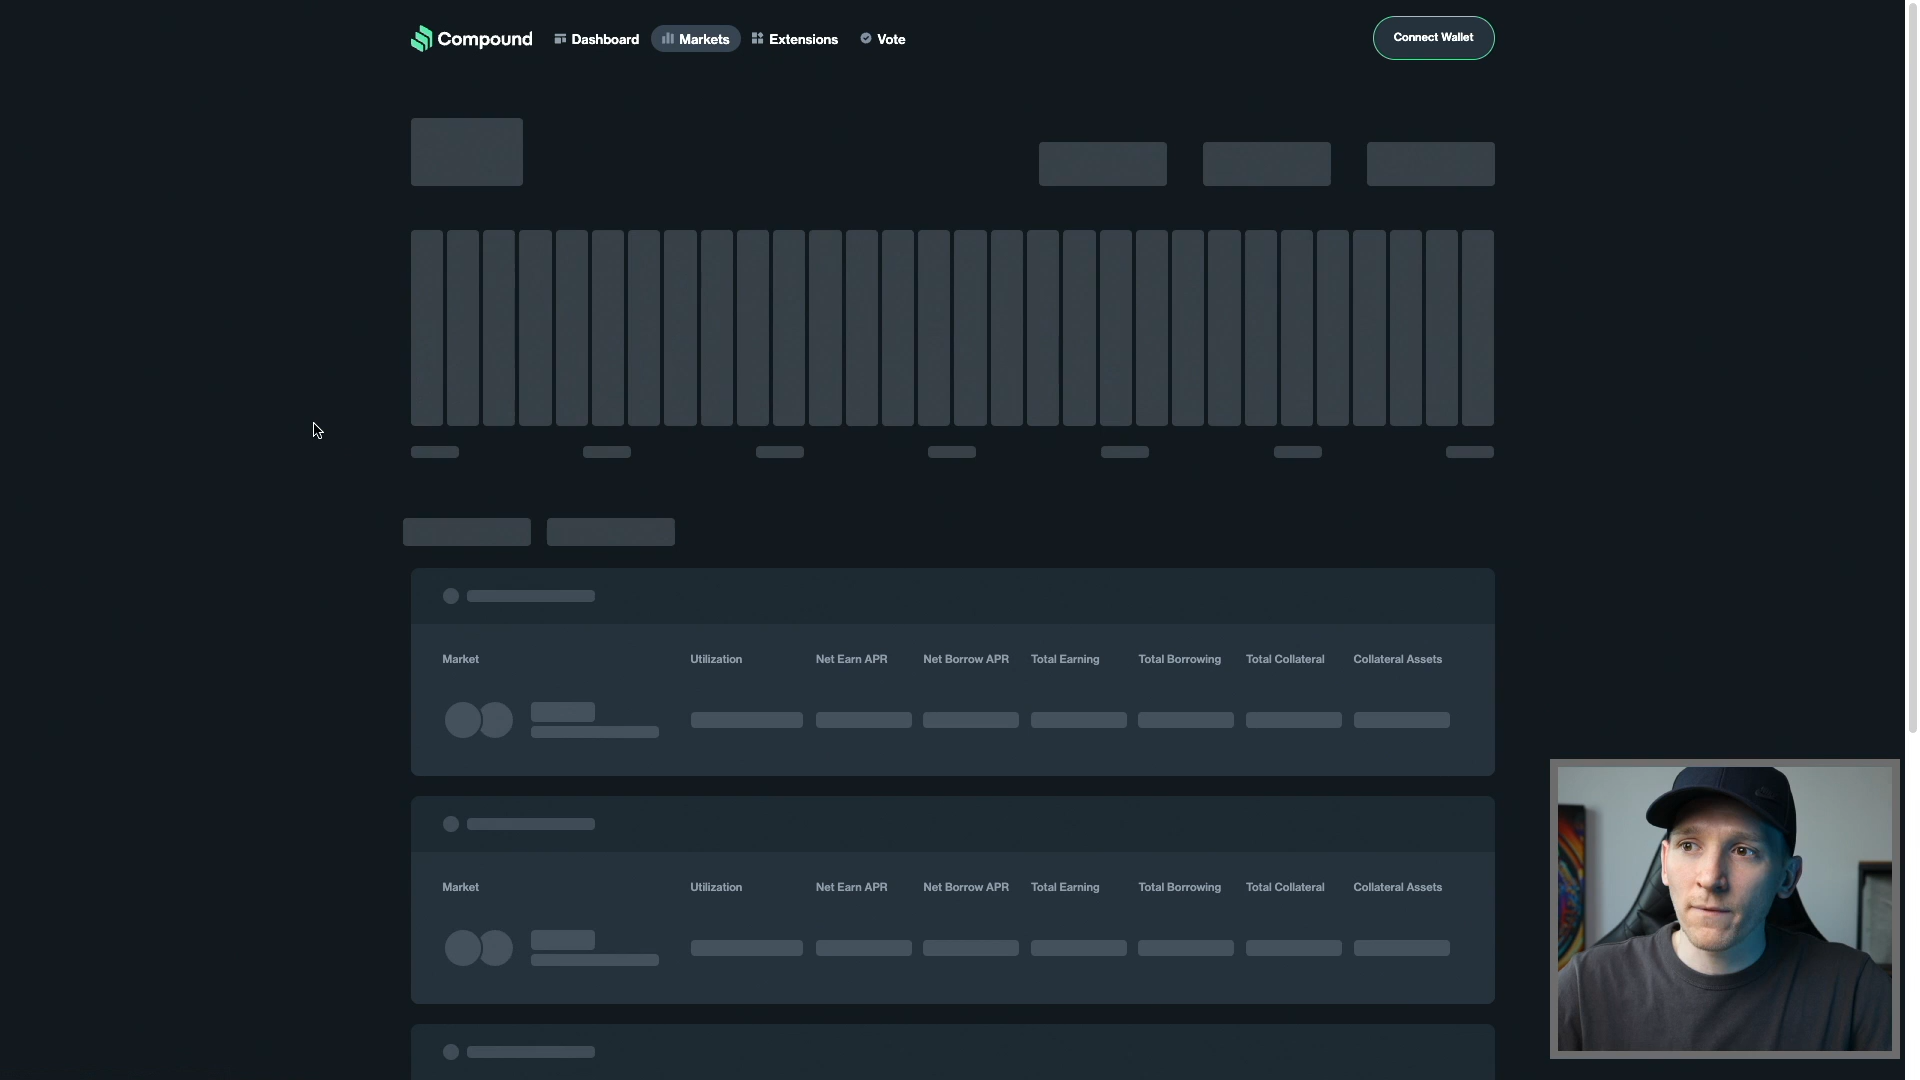 Compound Dashboard Markets Extensions Vote Connect Wallet
Market Utilization Net Earn APR Net Borrow APR Total Earning Total Borrowing Total Collateral Collateral Assets
Market Utilization Net Earn APR Net Borrow APR Total Earning Total Borrowing Total Collateral Collateral Assets